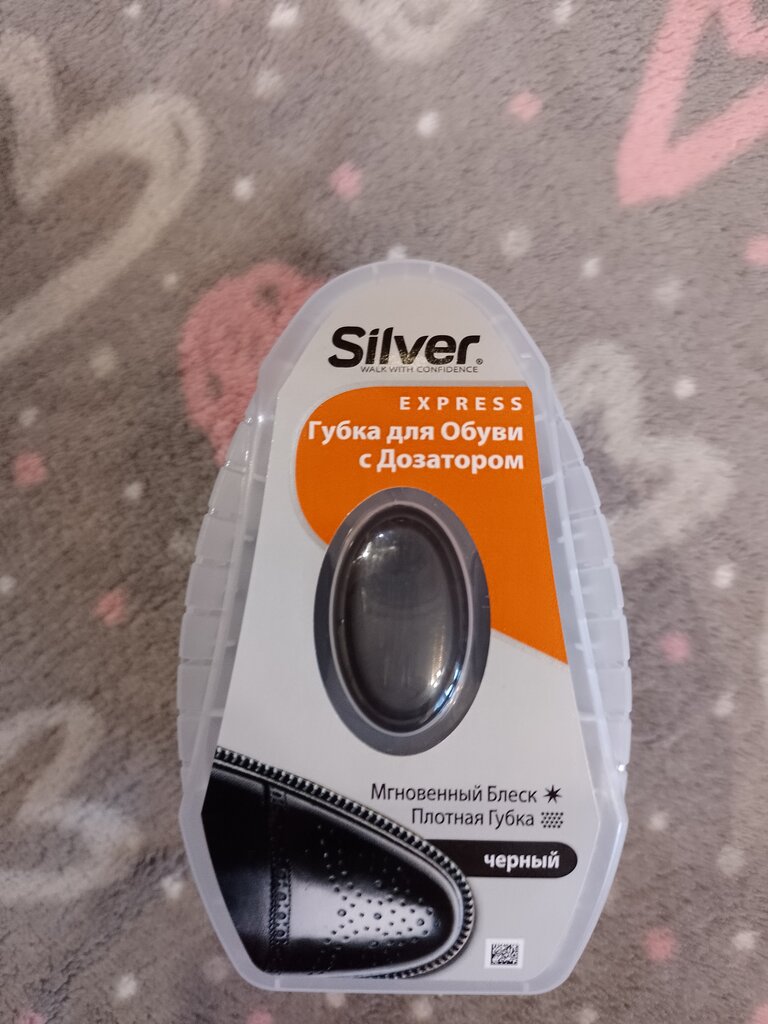 Silver®
WALK WITH CONFIDENCE
EXPRESS
Губка для Обуви
с Дозатором
Мгновенный Блеск
Плотная Губка
черный